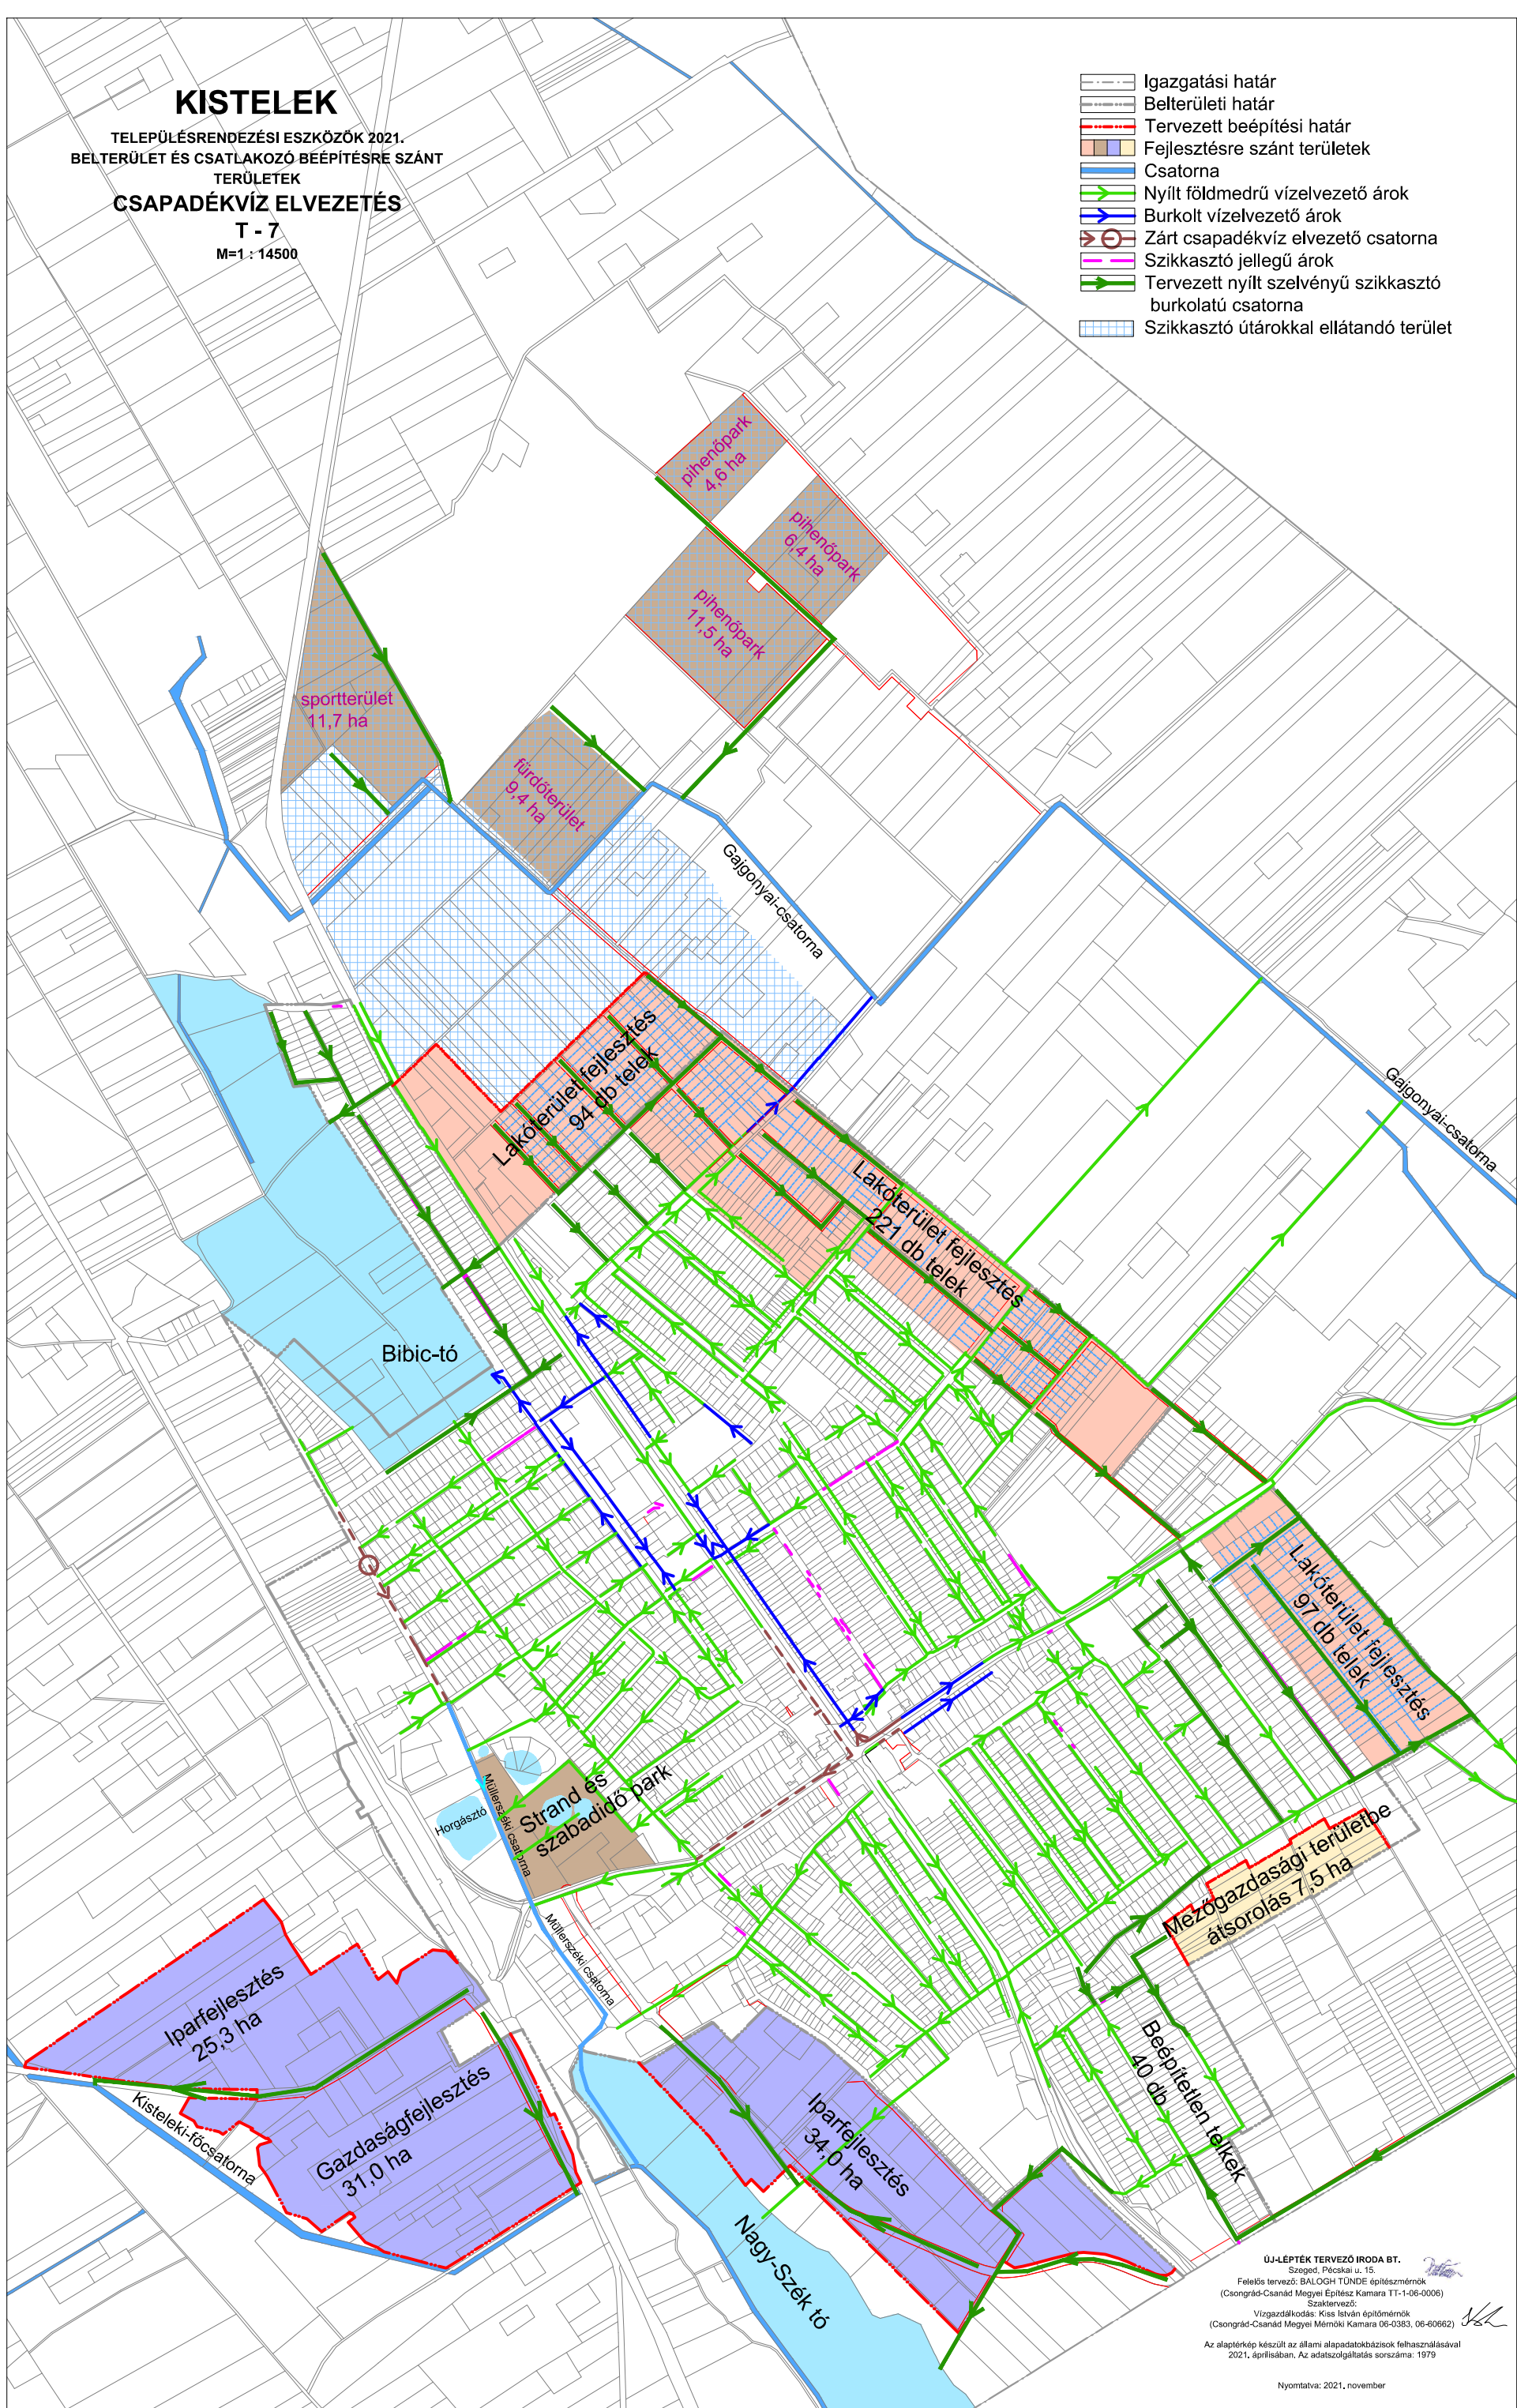 KISTELEK
TELEPÜLÉSRENDEZÉSI ESZKÖZÖK 2021.
BELTERÜLET ÉS CSATLAKOZÓ BEÉPÍTÉSRE SZÁNT
TERÜLETEK
CSAPADÉKVÍZ ELVEZETÉS
T - 7
M=1 : 14500
Igazgatási határ
Belterületi határ
Tervezett beépítési határ
Fejlesztésre szánt területek
Csatorna
Nyílt földmedrű vízelvezető árok
Burkolt vízelvezető árok
Zárt csapadékvíz elvezető csatorna
Szikkasztó jellegű árok
Tervezett nyílt szelvényű szikkasztó
burkolatú csatorna
Szikkasztó útárokkal ellátandó terület
pihenőpark
4,6 ha
pihenőpark
6,4 ha
pihenőpark
11,5 ha
sportterület
11,7 ha
fürdőterület
9,4 ha
Gajgonyai-csatorna
Lakóterület fejlesztés
94 db telek
Gajgonyai-csatorna
Lakóterület fejlesztés
221 db telek
Bibic-tó
Lakóterület fejlesztés
97 db telek
Strand és
szabadidő park
Horgásztó
Müllerszéki csatorna
Mezőgazdasági területbe
átsorolás 7,5 ha
Müllerszéki csatorna
Iparfejlesztés
25,3 ha
Beépítetlen telkek
40 db
Gazdaságfejlesztés
31,0 ha
Kisteleki-főcsatorna
Iparfejlesztés
34,0 ha
Nagy-Szék tó
ÚJ-LÉPTÉK TERVEZŐ IRODA BT.
Szeged, Pécskai u. 15.
Felelős tervező: BALOGH TÜNDE építészmérnök
(Csongrád-Csanád Megyei Építész Kamara TT-1-06-0006)
Szaktervező:
Vízgazdálkodás: Kiss István építőmérnök
(Csongrád-Csanád Megyei Mérnöki Kamara 06-0383, 06-60662)
Az alaptérkép készült az állami alapadatokbázisok felhasználásával
2021. áprilisában, Az adatszolgáltatás sorszáma: 1979
Nyomtatva: 2021. november